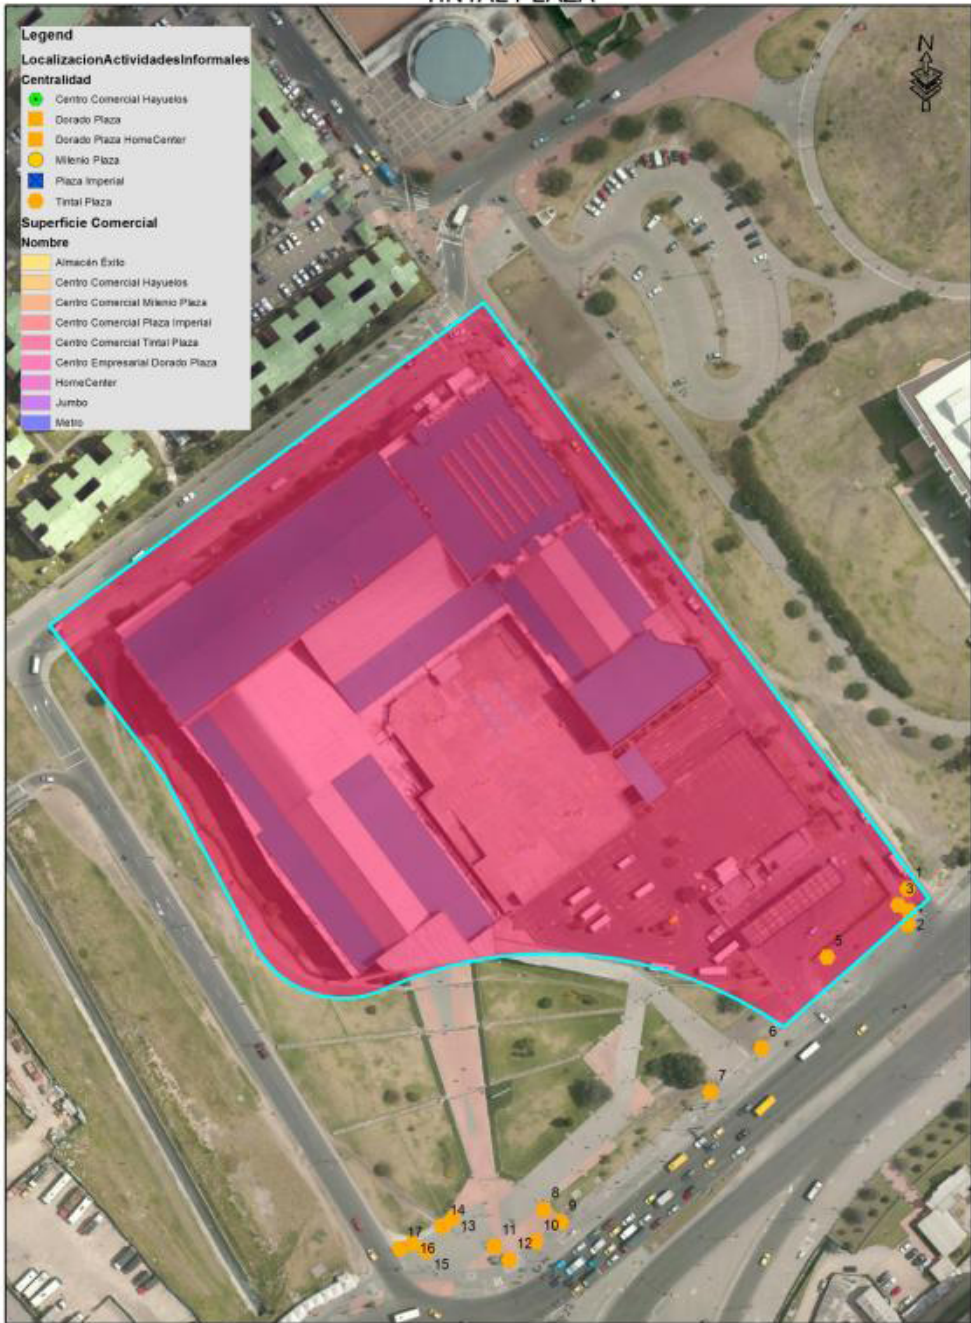 TINTAL PLAZA
Legend
LocalizacionActividadesInformales
Centralidad
Centro Comercial Hayuelos
Dorado Plaza
Dorado Plaza HomeCenter
Milenio Plaza
Plaza Imperial
Tintal Plaza
Superficie Comercial
Nombre
Almacén Éxito
Centro Comercial Hayuelos
Centro Comercial Milenio Plaza
Centro Comercial Plaza Imperial
Centro Comercial Tintal Plaza
Centro Empresarial Dorado Plaza
HomeCenter
Jumbo
Metro
N
1
3
2
5
6
7
8
9
14
13
10
11
12
17
16
15